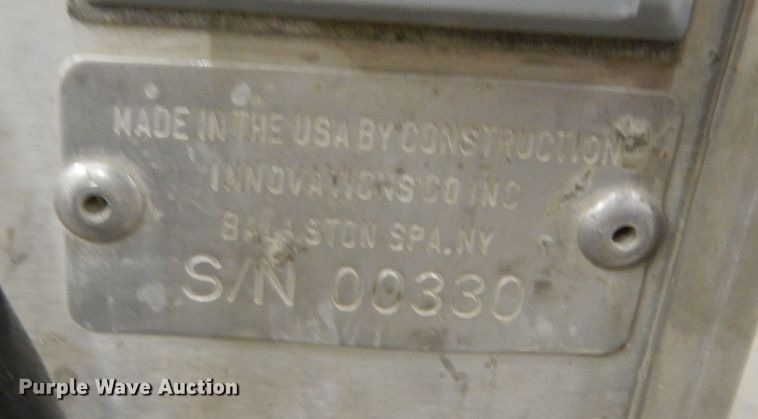 MADE IN THE USA BY CONSTRUCTION
INNOVATIONS CO INC
BALLSTON SPA, NY
S/N 00330
Purple Wave Auction